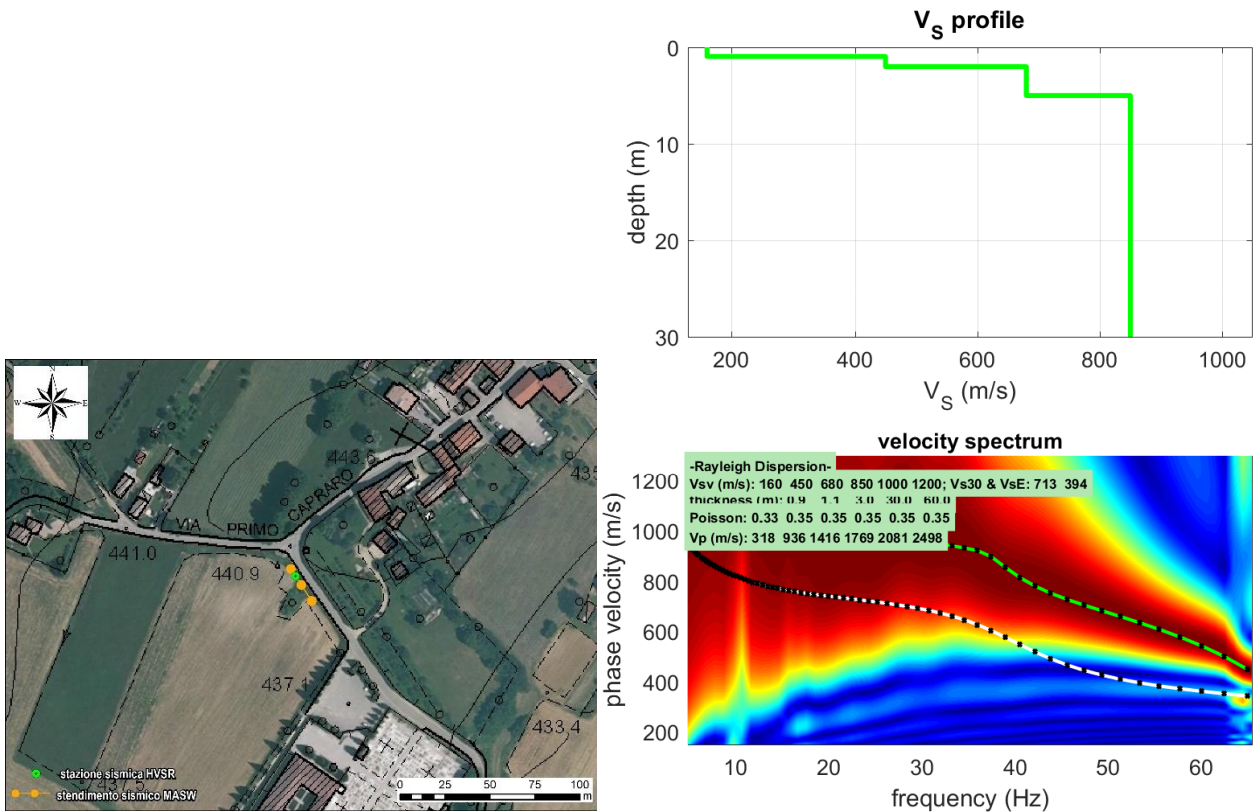 V_S profile
0
10
20
30
depth (m)
200 400 600 800 1000
V_S (m/s)
N
W E
S
443.6
VIA PRIMO CAPRARO
441.0
440.9
437.1
433.4
stazione sismica HVSR
stendimento sismico MASW
0 50 100
m
velocity spectrum
-Rayleigh Dispersion-
Vsv (m/s): 160 450 680 850 1000 1200; Vs30 & VsE: 713 394
thickness (m): 0.9 1.1 3.0 30.0 60.0
Poisson: 0.33 0.35 0.35 0.35 0.35 0.35
Vp (m/s): 318 936 1416 1769 2081 2498
1200
1000
800
600
400
200
phase velocity (m/s)
10 20 30 40 50 60
frequency (Hz)